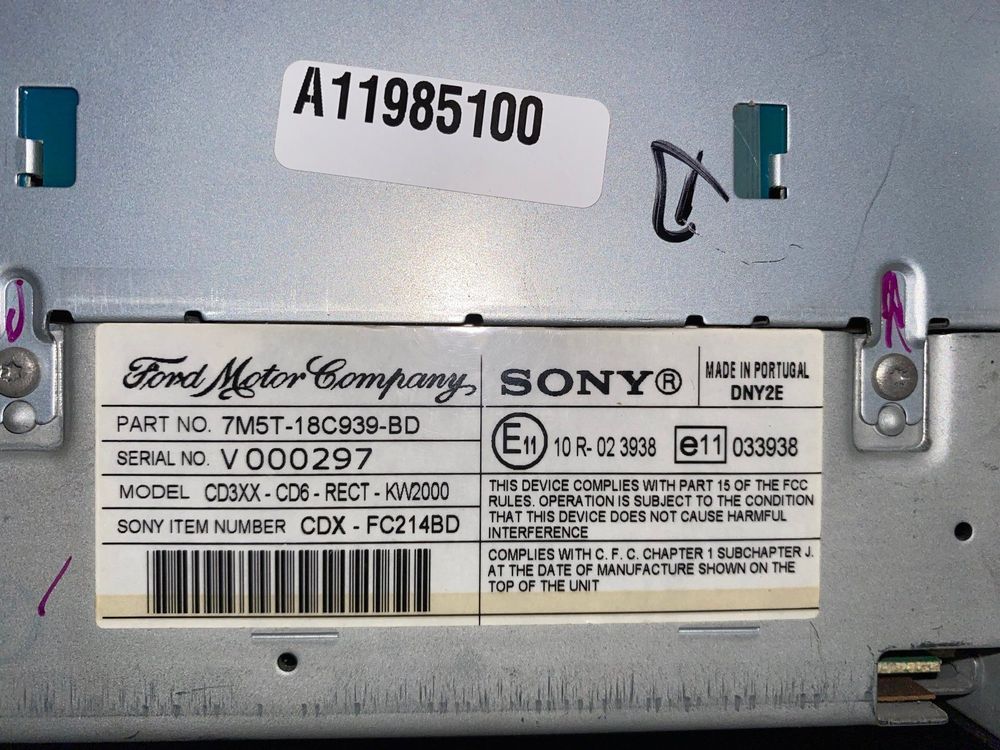 A11985100
Ford Motor Company
PART NO. 7M5T-18C939-BD
SERIAL NO. V000297
MODEL CD3XX - CD6 - RECT - KW2000
SONY ITEM NUMBER CDX - FC214BD
SONY®
MADE IN PORTUGAL
DNY2E
E11 10 R- 02 3938 e11 033938
THIS DEVICE COMPLIES WITH PART 15 OF THE FCC
RULES. OPERATION IS SUBJECT TO THE CONDITION
THAT THIS DEVICE DOES NOT CAUSE HARMFUL
INTERFERENCE
COMPLIES WITH C. F. C. CHAPTER 1 SUBCHAPTER J.
AT THE DATE OF MANUFACTURE SHOWN ON THE
TOP OF THE UNIT